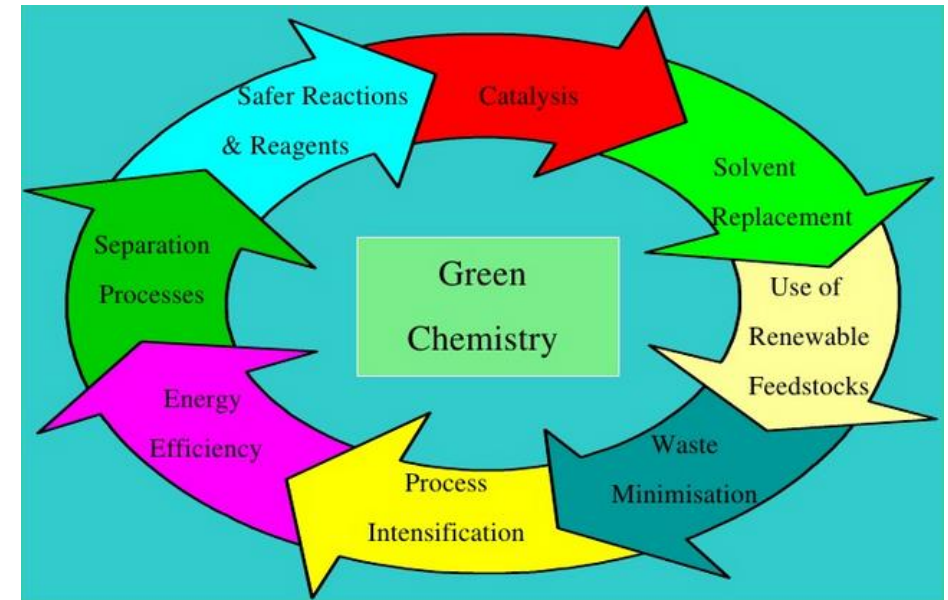 Safer Reactions
& Reagents
Catalysis
Solvent
Replacement
Use of
Renewable
Feedstocks
Waste
Minimisation
Process
Intensification
Energy
Efficiency
Separation
Processes
Green
Chemistry